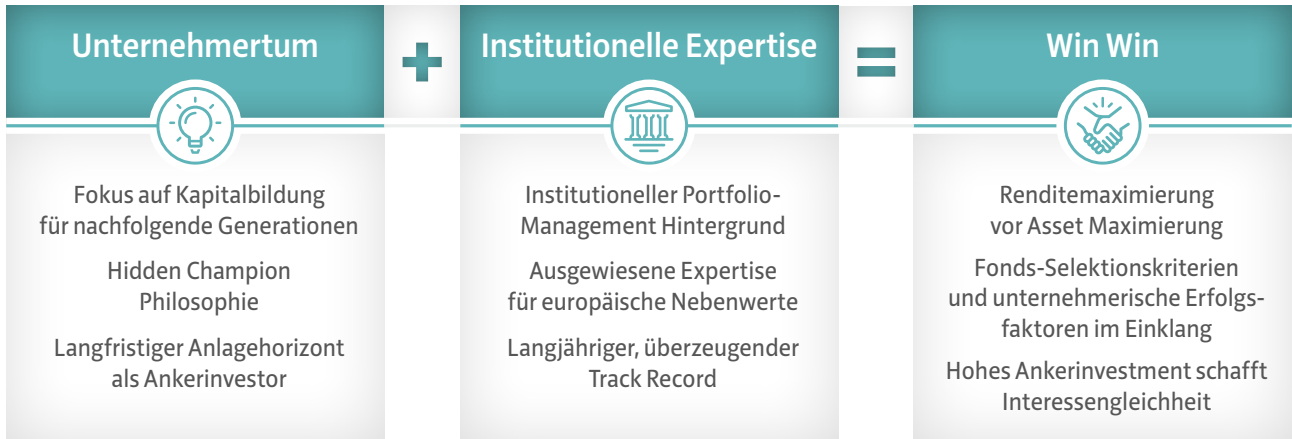 Unternehmertum
+
Institutionelle Expertise
=
Win Win
Fokus auf Kapitalbildung
für nachfolgende Generationen
Hidden Champion
Philosophie
Langfristiger Anlagehorizont
als Ankerinvestor
Institutioneller Portfolio-
Management Hintergrund
Ausgewiesene Expertise
für europäische Nebenwerte
Langjähriger, überzeugender
Track Record
Renditemaximierung
vor Asset Maximierung
Fonds-Selektionskriterien
und unternehmerische Erfolgs-
faktoren im Einklang
Hohes Ankerinvestment schafft
Interessengleichheit